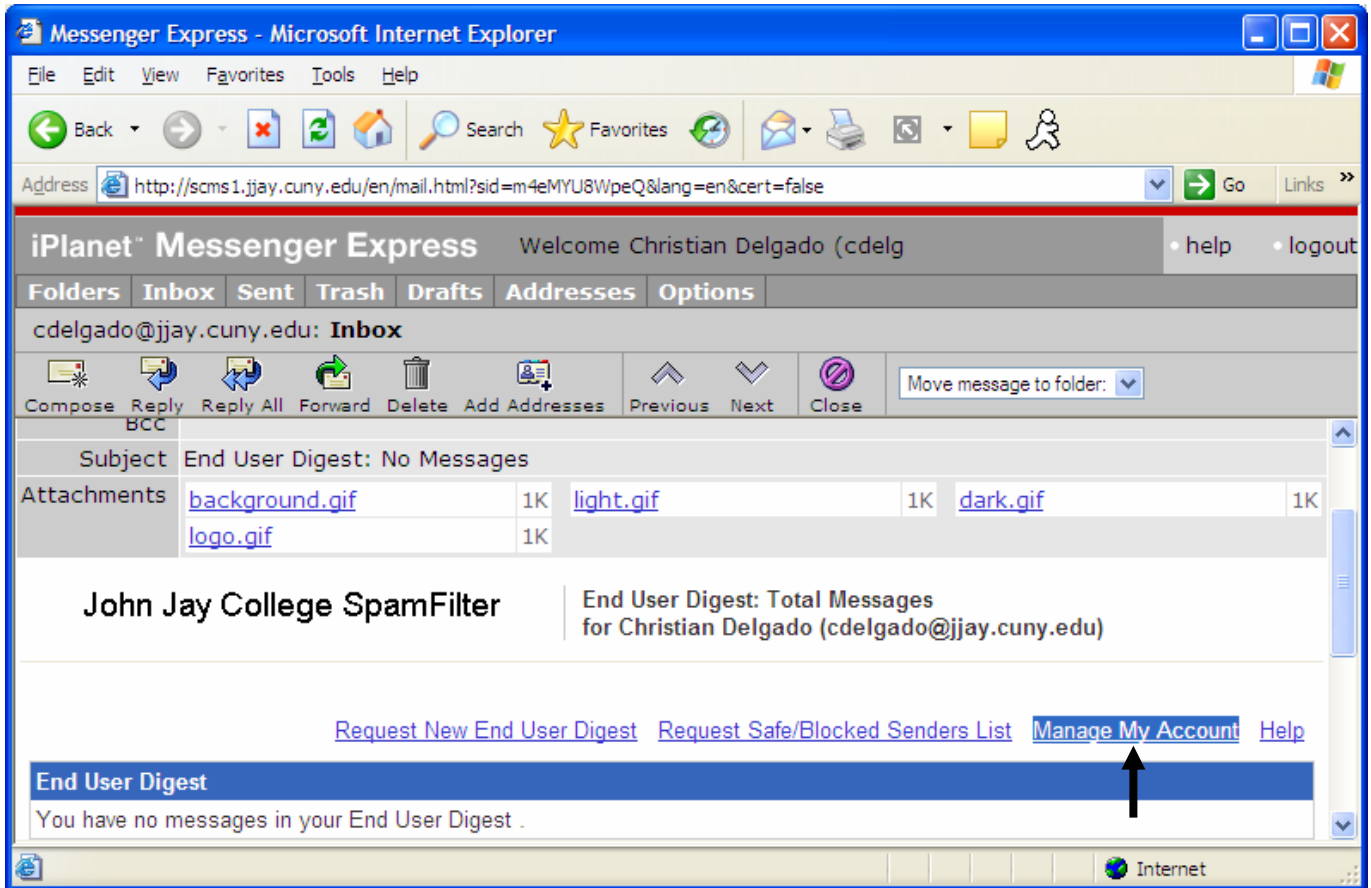 Messenger Express - Microsoft Internet Explorer
File Edit View Favorites Tools Help
Back Search Favorites
Address http://scms1.jjay.cuny.edu/en/mail.html?sid=m4eMYU8WpeQ&lang=en&cert=false Go Links »
iPlanet™ Messenger Express Welcome Christian Delgado (cdelg help logout
Folders Inbox Sent Trash Drafts Addresses Options
cdelgado@jjay.cuny.edu: Inbox
Compose Reply Reply All Forward Delete Add Addresses Previous Next Close Move message to folder:
Bcc
Subject End User Digest: No Messages
Attachments background.gif 1K light.gif 1K dark.gif 1K
logo.gif 1K
John Jay College SpamFilter End User Digest: Total Messages
for Christian Delgado (cdelgado@jjay.cuny.edu)
Request New End User Digest Request Safe/Blocked Senders List Manage My Account Help
End User Digest
You have no messages in your End User Digest .
Internet